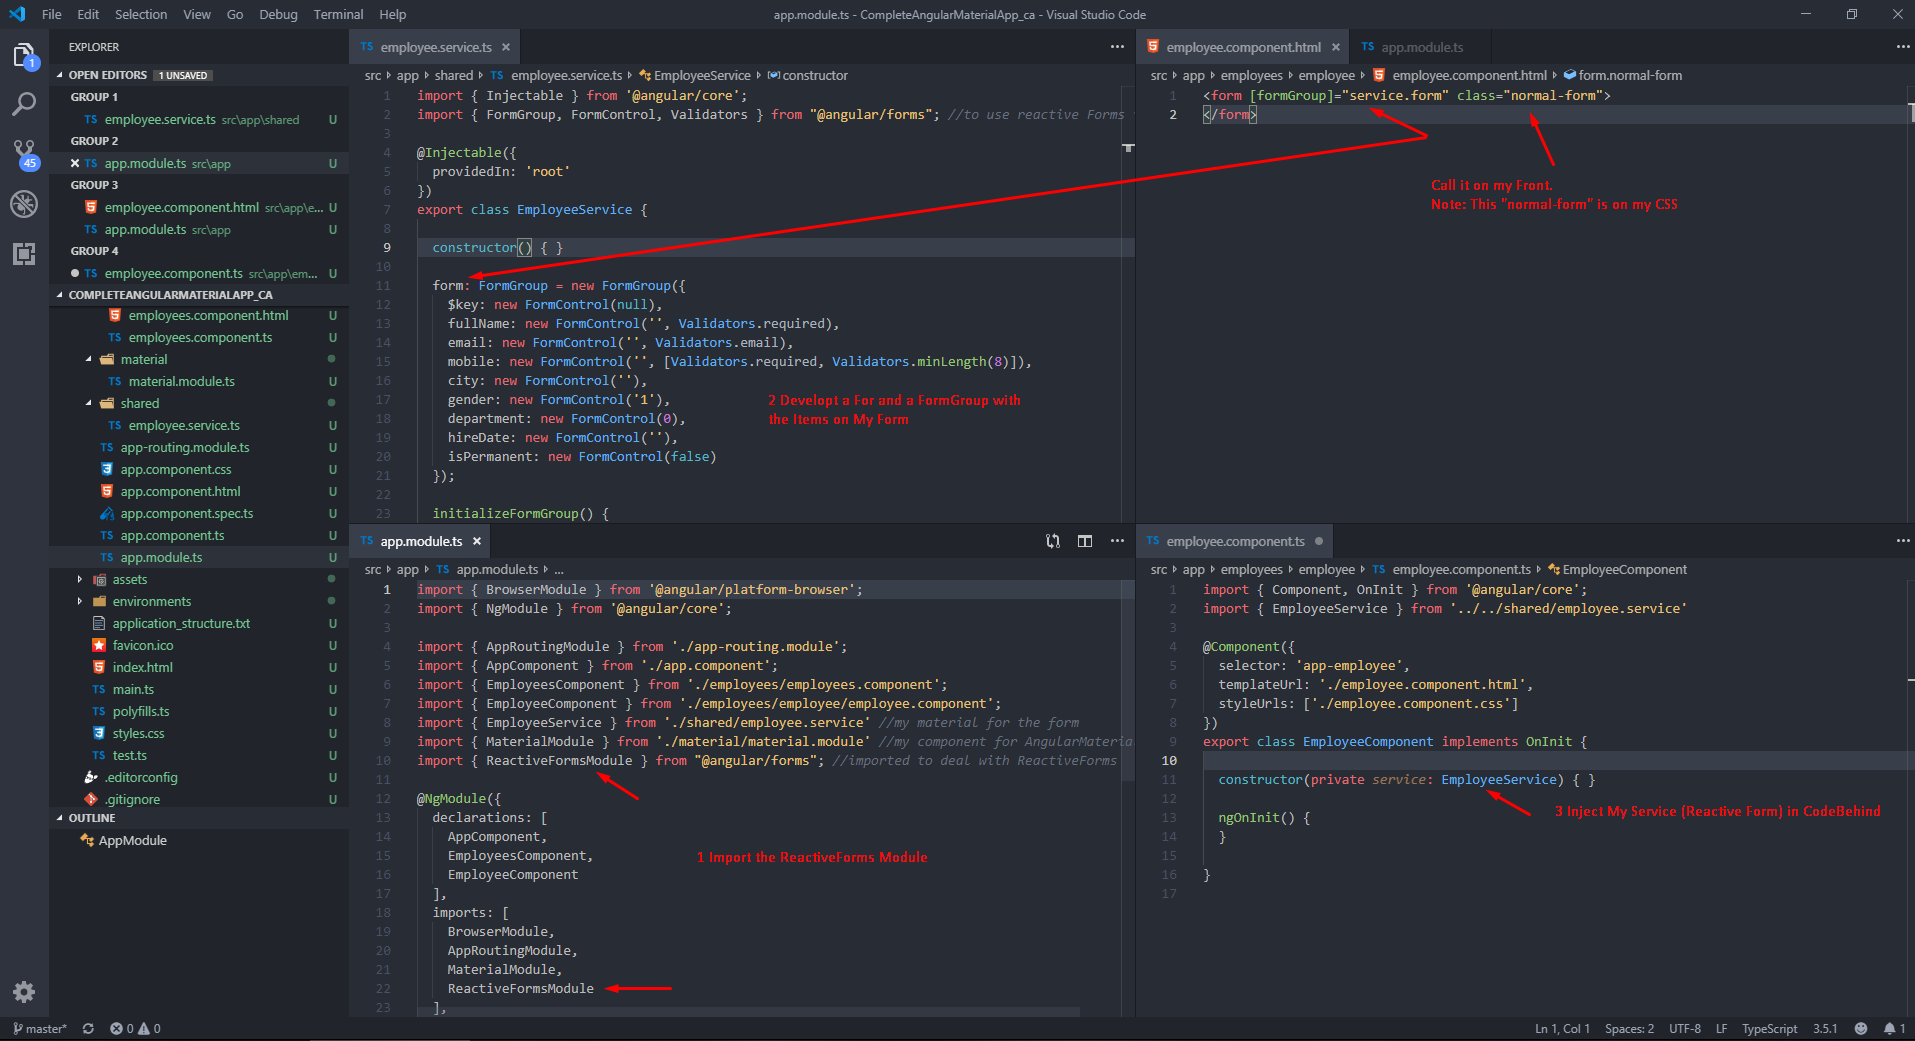 File Edit Selection View Go Debug Terminal Help
app.module.ts - CompleteAngularMaterialApp_ca - Visual Studio Code
1
45
EXPLORER
OPEN EDITORS 1 UNSAVED
GROUP 1
TS employee.service.ts src\app\shared U
GROUP 2
TS app.module.ts src\app U
GROUP 3
employee.component.html src\app\e... U
TS app.module.ts src\app U
GROUP 4
TS employee.component.ts src\app\em... U
COMPLETEANGULARMATERIALAPP_CA
employees.component.html U
TS employees.component.ts U
material
TS material.module.ts U
shared
TS employee.service.ts U
TS app-routing.module.ts U
app.component.css U
app.component.html U
app.component.spec.ts U
TS app.component.ts U
TS app.module.ts U
assets
environments
application_structure.txt U
favicon.ico U
index.html U
TS main.ts U
TS polyfills.ts U
styles.css U
TS test.ts U
.editorconfig U
.gitignore U
OUTLINE
AppModule
TS employee.service.ts
src app shared TS employee.service.ts EmployeeService constructor
1 import { Injectable } from '@angular/core';
2 import { FormGroup, FormControl, Validators } from "@angular/forms"; //to use reactive Forms
3
4 @Injectable({
5 providedIn: 'root'
6 })
7 export class EmployeeService {
8
9 constructor() { }
10
11 form: FormGroup = new FormGroup({
12 $key: new FormControl(null),
13 fullName: new FormControl('', Validators.required),
14 email: new FormControl('', Validators.email),
15 mobile: new FormControl('', [Validators.required, Validators.minLength(8)]),
16 city: new FormControl(''),
17 gender: new FormControl('1'),
18 department: new FormControl(0),
19 hireDate: new FormControl(''),
20 isPermanent: new FormControl(false)
21 });
22
23 initializeFormGroup() {
2 Developt a For and a FormGroup with
the Items on My Form
employee.component.html TS app.module.ts
src app employees employee employee.component.html form.normal-form
1 <form [formGroup]="service.form" class="normal-form">
2 </form>
Call it on my Front.
Note: This "normal-form" is on my CSS
TS app.module.ts
src app TS app.module.ts ...
1 import { BrowserModule } from '@angular/platform-browser';
2 import { NgModule } from '@angular/core';
3
4 import { AppRoutingModule } from './app-routing.module';
5 import { AppComponent } from './app.component';
6 import { EmployeesComponent } from './employees/employees.component';
7 import { EmployeeComponent } from './employees/employee/employee.component';
8 import { EmployeeService } from './shared/employee.service' //my material for the form
9 import { MaterialModule } from './material/material.module' //my component for AngularMateria
10 import { ReactiveFormsModule } from "@angular/forms"; //imported to deal with ReactiveForms
11
12 @NgModule({
13 declarations: [
14 AppComponent,
15 EmployeesComponent,
16 EmployeeComponent
17 ],
18 imports: [
19 BrowserModule,
20 AppRoutingModule,
21 MaterialModule,
22 ReactiveFormsModule
23 ],
1 Import the ReactiveForms Module
TS employee.component.ts
src app employees employee TS employee.component.ts EmployeeComponent
1 import { Component, OnInit } from '@angular/core';
2 import { EmployeeService } from '../../shared/employee.service'
3
4 @Component({
5 selector: 'app-employee',
6 templateUrl: './employee.component.html',
7 styleUrls: ['./employee.component.css']
8 })
9 export class EmployeeComponent implements OnInit {
10
11 constructor(private service: EmployeeService) { }
12
13 ngOnInit() {
14 }
15
16 }
17
3 Inject My Service (Reactive Form) in CodeBehind
master* 0 0
Ln 1, Col 1 Spaces: 2 UTF-8 LF TypeScript 3.5.1 1